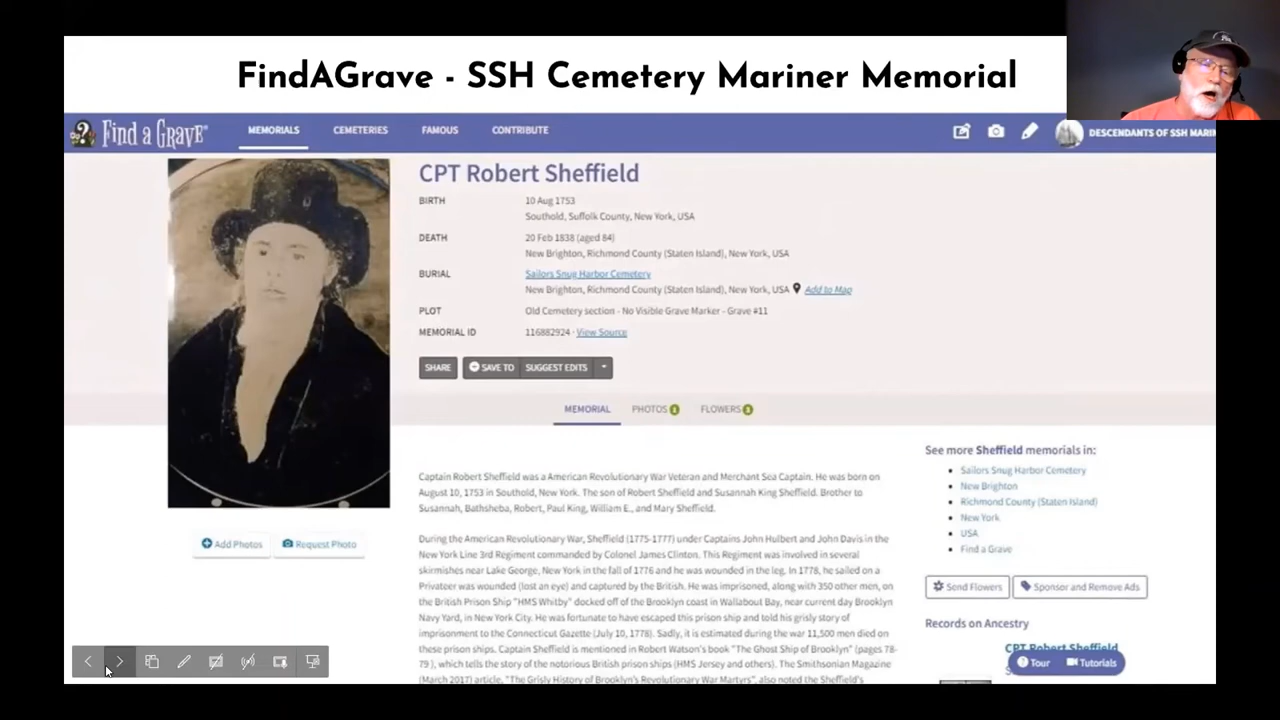 FindAGrave - SSH Cemetery Mariner Memorial
Find a Grave®
MEMORIALS
CEMETERIES
FAMOUS
CONTRIBUTE
DESCENDANTS OF SSH MARIN
CPT Robert Sheffield
BIRTH
10 Aug 1753
Southold, Suffolk County, New York, USA
DEATH
20 Feb 1838 (aged 84)
New Brighton, Richmond County (Staten Island), New York, USA
BURIAL
Sailors Snug Harbor Cemetery
New Brighton, Richmond County (Staten Island), New York, USA Add to Map
PLOT
Old Cemetery section - No Visible Grave Marker - Grave #11
MEMORIAL ID
116882924 · View Source
SHARE
SAVE TO
SUGGEST EDITS
MEMORIAL
PHOTOS 1
FLOWERS 3
Add Photos
Request Photo
Captain Robert Sheffield was a American Revolutionary War Veteran and Merchant Sea Captain. He was born on
August 10, 1753 in Southold, New York. The son of Robert Sheffield and Susannah King Sheffield. Brother to
Susannah, Bathsheba, Robert, Paul King, William E., and Mary Sheffield.
During the American Revolutionary War, Sheffield (1775-1777) under Captains John Hulbert and John Davis in the
New York Line 3rd Regiment commanded by Colonel James Clinton. This Regiment was involved in several
skirmishes near Lake George, New York in the fall of 1776 and he was wounded in the leg. In 1778, he sailed on a
Privateer was wounded (lost an eye) and captured by the British. He was imprisoned, along with 350 other men, on
the British Prison Ship "HMS Whitby" docked off of the Brooklyn coast in Wallabout Bay, near current day Brooklyn
Navy Yard, in New York City. He was fortunate to have escaped this prison ship and told his grisly story of
imprisonment to the Connecticut Gazette (July 10, 1778). Sadly, it is estimated during the war 11,500 men died on
these prison ships. Captain Sheffield is mentioned in Robert Watson's book "The Ghost Ship of Brooklyn" (pages 78-
79 ), which tells the story of the notorious British prison ships (HMS Jersey and others). The Smithsonian Magazine
(March 2017) article, "The Grisly History of Brooklyn's Revolutionary War Martyrs", also noted the Sheffield's
See more Sheffield memorials in:
Sailors Snug Harbor Cemetery
New Brighton
Richmond County (Staten Island)
New York
USA
Find a Grave
Send Flowers
Sponsor and Remove Ads
Records on Ancestry
CPT Robert Sheffield
Tour
Tutorials